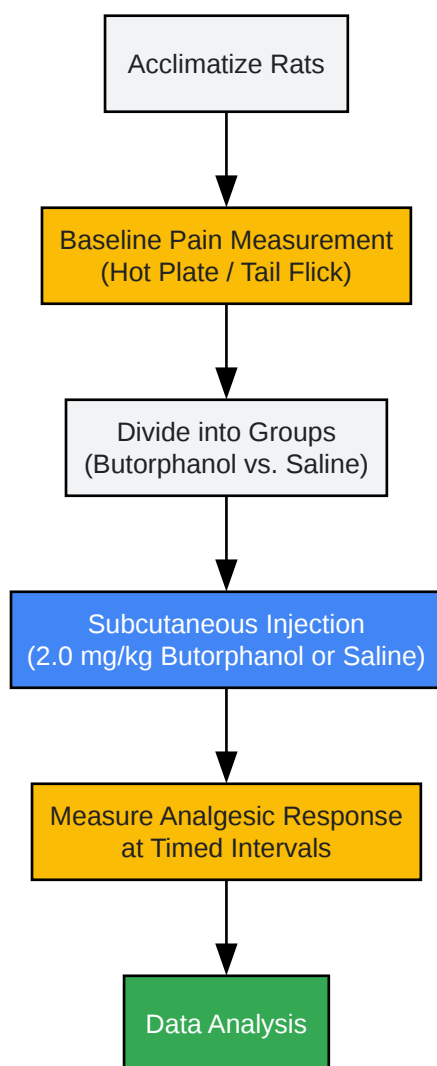 Acclimatize Rats
Baseline Pain Measurement
(Hot Plate / Tail Flick)
Divide into Groups
(Butorphanol vs. Saline)
Subcutaneous Injection
(2.0 mg/kg Butorphanol or Saline)
Measure Analgesic Response
at Timed Intervals
Data Analysis